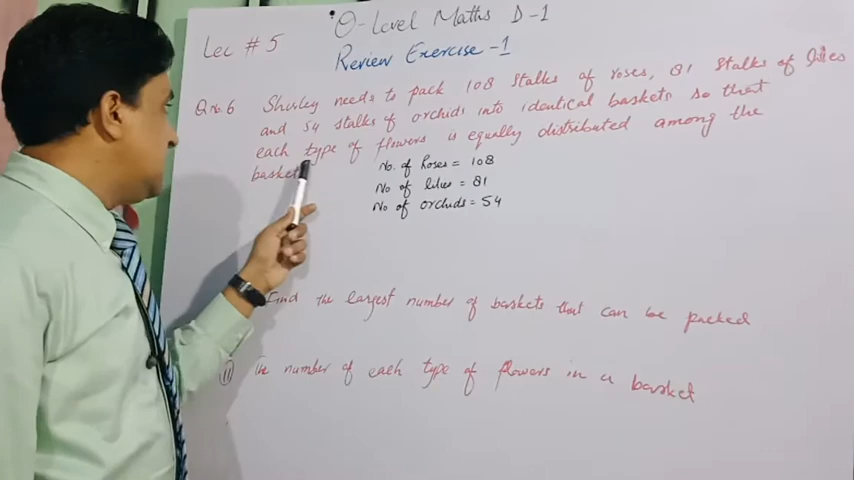 Lec # 5
O-Level Maths D-1
Review Exercise-1
Q no. 6 Shirley needs to pack 108 stalks of roses, 81 stalks of lilies
and 54 stalks of orchids into identical baskets so that
each type of flowers is equally distributed among the
baskets
No. of Roses = 108
No of lilies = 81
No of orchids = 54
Find the largest number of baskets that can be packed
(ii) The number of each type of flowers in a basket